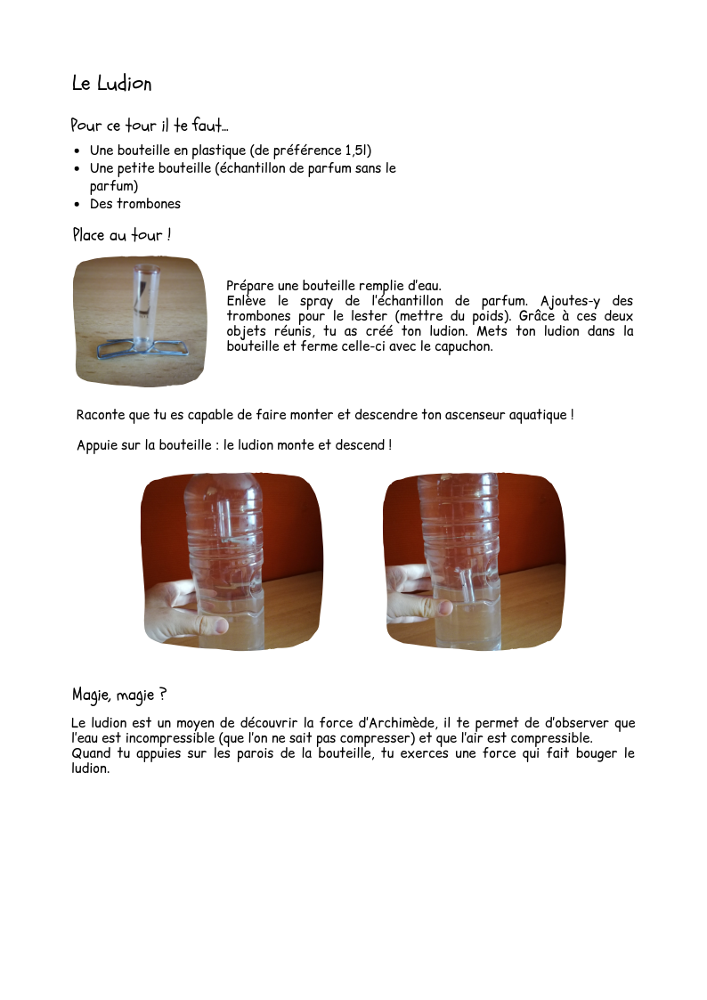 Le Ludion
Pour ce tour il te faut...
• Une bouteille en plastique (de préférence 1,5l)
• Une petite bouteille (échantillon de parfum sans le
parfum)
• Des trombones
Place au tour !
Prépare une bouteille remplie d'eau.
Enlève le spray de l'échantillon de parfum. Ajoutes-y des
trombones pour le lester (mettre du poids). Grâce à ces deux
objets réunis, tu as créé ton ludion. Mets ton ludion dans la
bouteille et ferme celle-ci avec le capuchon.
Raconte que tu es capable de faire monter et descendre ton ascenseur aquatique !
Appuie sur la bouteille : le ludion monte et descend !
Magie, magie ?
Le ludion est un moyen de découvrir la force d'Archimède, il te permet de d'observer que
l'eau est incompressible (que l'on ne sait pas compresser) et que l'air est compressible.
Quand tu appuies sur les parois de la bouteille, tu exerces une force qui fait bouger le
ludion.